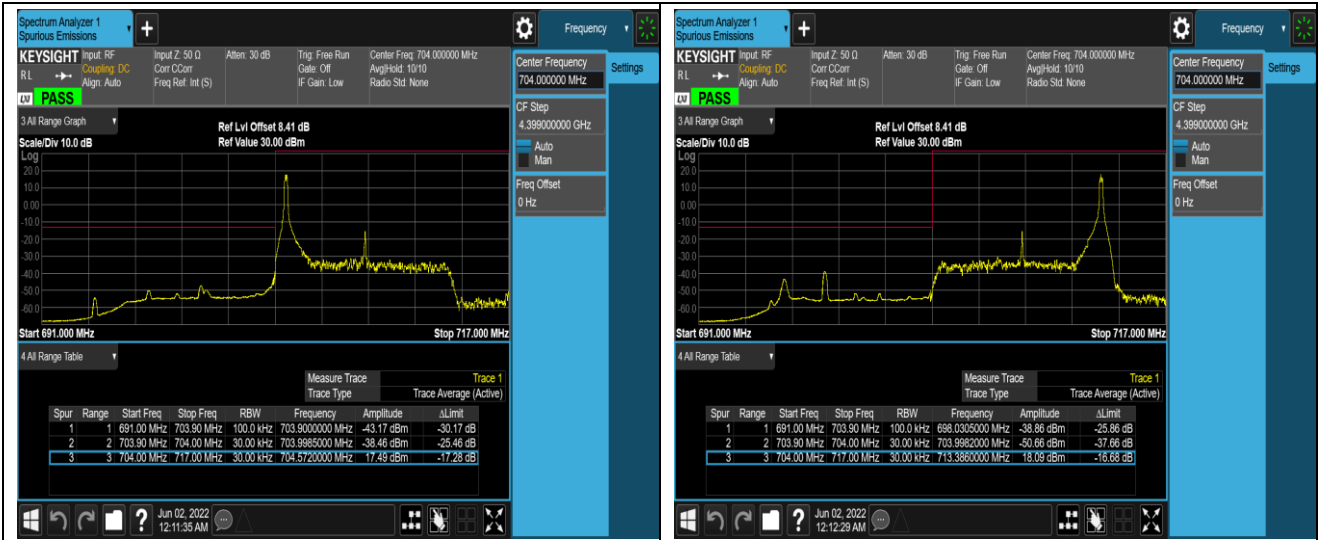 Spectrum Analyzer 1
Spurious Emissions
+
Frequency
KEYSIGHT Input: RF Input Z: 50 Ω Atten: 30 dB Trig: Free Run Center Freq: 704.000000 MHz
RL Coupling: DC Corr CCorr Gate: Off Avg|Hold: 10/10
Align: Auto Freq Ref: Int (S) IF Gain: Low Radio Std: None
LXI PASS
Center Frequency
704.000000 MHz
Settings
CF Step
4.399000000 GHz
Auto
Man
Freq Offset
0 Hz
3 All Range Graph
Ref Lvl Offset 8.41 dB
Scale/Div 10.0 dB Ref Value 30.00 dBm
Log
20.0
10.0
0.00
-10.0
-20.0
-30.0
-40.0
-50.0
-60.0
Start 691.000 MHz Stop 717.000 MHz
4 All Range Table
Measure Trace Trace 1
Trace Type Trace Average (Active)
Spur Range Start Freq Stop Freq RBW Frequency Amplitude ΔLimit
1 1 691.00 MHz 703.90 MHz 100.0 kHz 703.9000000 MHz -43.17 dBm -30.17 dB
2 2 703.90 MHz 704.00 MHz 30.00 kHz 703.9985000 MHz -38.46 dBm -25.46 dB
3 3 704.00 MHz 717.00 MHz 30.00 kHz 704.5720000 MHz 17.49 dBm -17.28 dB
?
Jun 02, 2022
12:11:35 AM
Spectrum Analyzer 1
Spurious Emissions
+
Frequency
KEYSIGHT Input: RF Input Z: 50 Ω Atten: 30 dB Trig: Free Run Center Freq: 704.000000 MHz
RL Coupling: DC Corr CCorr Gate: Off Avg|Hold: 10/10
Align: Auto Freq Ref: Int (S) IF Gain: Low Radio Std: None
LXI PASS
Center Frequency
704.000000 MHz
Settings
CF Step
4.399000000 GHz
Auto
Man
Freq Offset
0 Hz
3 All Range Graph
Ref Lvl Offset 8.41 dB
Scale/Div 10.0 dB Ref Value 30.00 dBm
Log
20.0
10.0
0.00
-10.0
-20.0
-30.0
-40.0
-50.0
-60.0
Start 691.000 MHz Stop 717.000 MHz
4 All Range Table
Measure Trace Trace 1
Trace Type Trace Average (Active)
Spur Range Start Freq Stop Freq RBW Frequency Amplitude ΔLimit
1 1 691.00 MHz 703.90 MHz 100.0 kHz 698.0305000 MHz -38.86 dBm -25.86 dB
2 2 703.90 MHz 704.00 MHz 30.00 kHz 703.9982000 MHz -50.66 dBm -37.66 dB
3 3 704.00 MHz 717.00 MHz 30.00 kHz 713.3860000 MHz 18.09 dBm -16.68 dB
?
Jun 02, 2022
12:12:29 AM